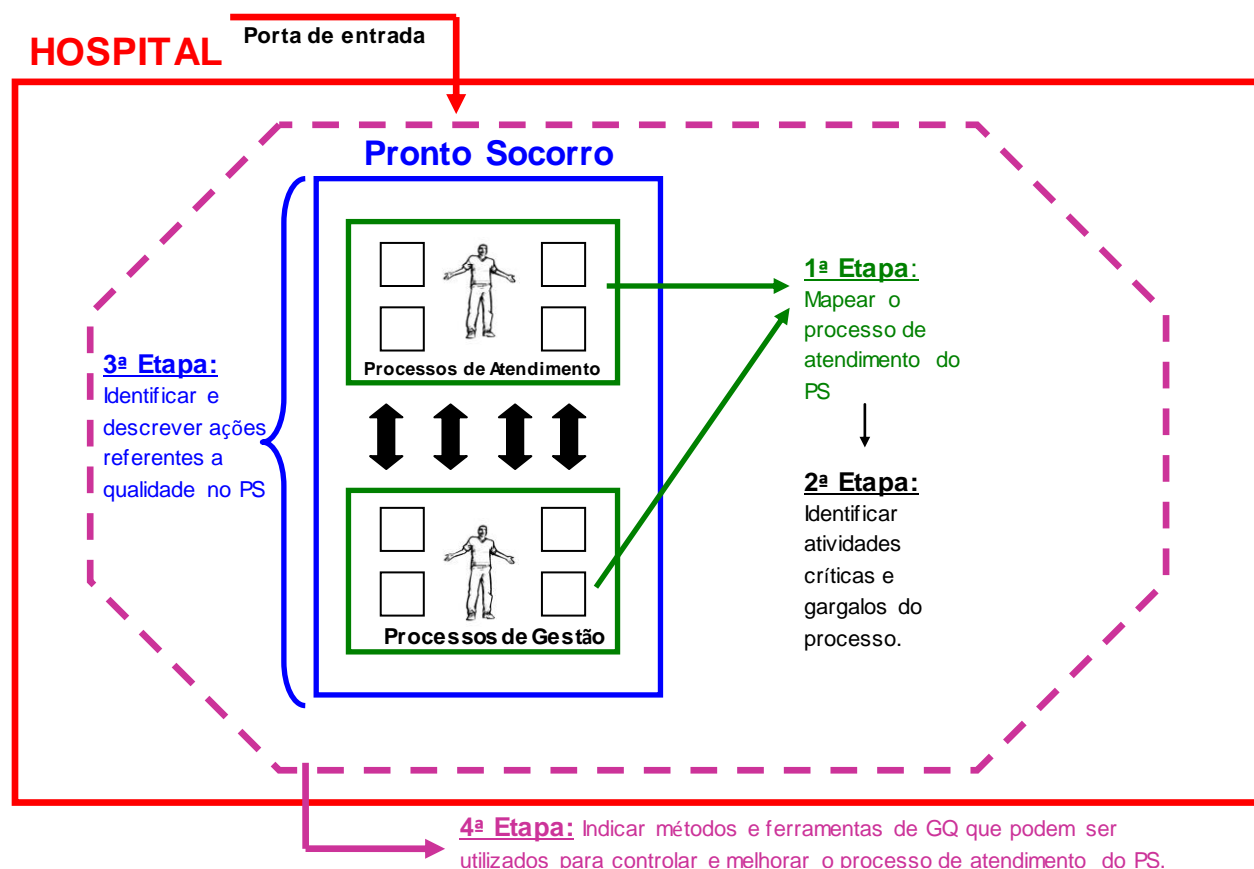 Porta de entrada
HOSPITAL
Pronto Socorro
Processos de Atendimento
Processos de Gestão
1ª Etapa:
Mapear o
processo de
atendimento do
PS
2ª Etapa:
Identificar
atividades
críticas e
gargalos do
processo.
3ª Etapa:
Identificar e
descrever ações
referentes a
qualidade no PS
4ª Etapa: Indicar métodos e ferramentas de GQ que podem ser
utilizados para controlar e melhorar o processo de atendimento do PS.